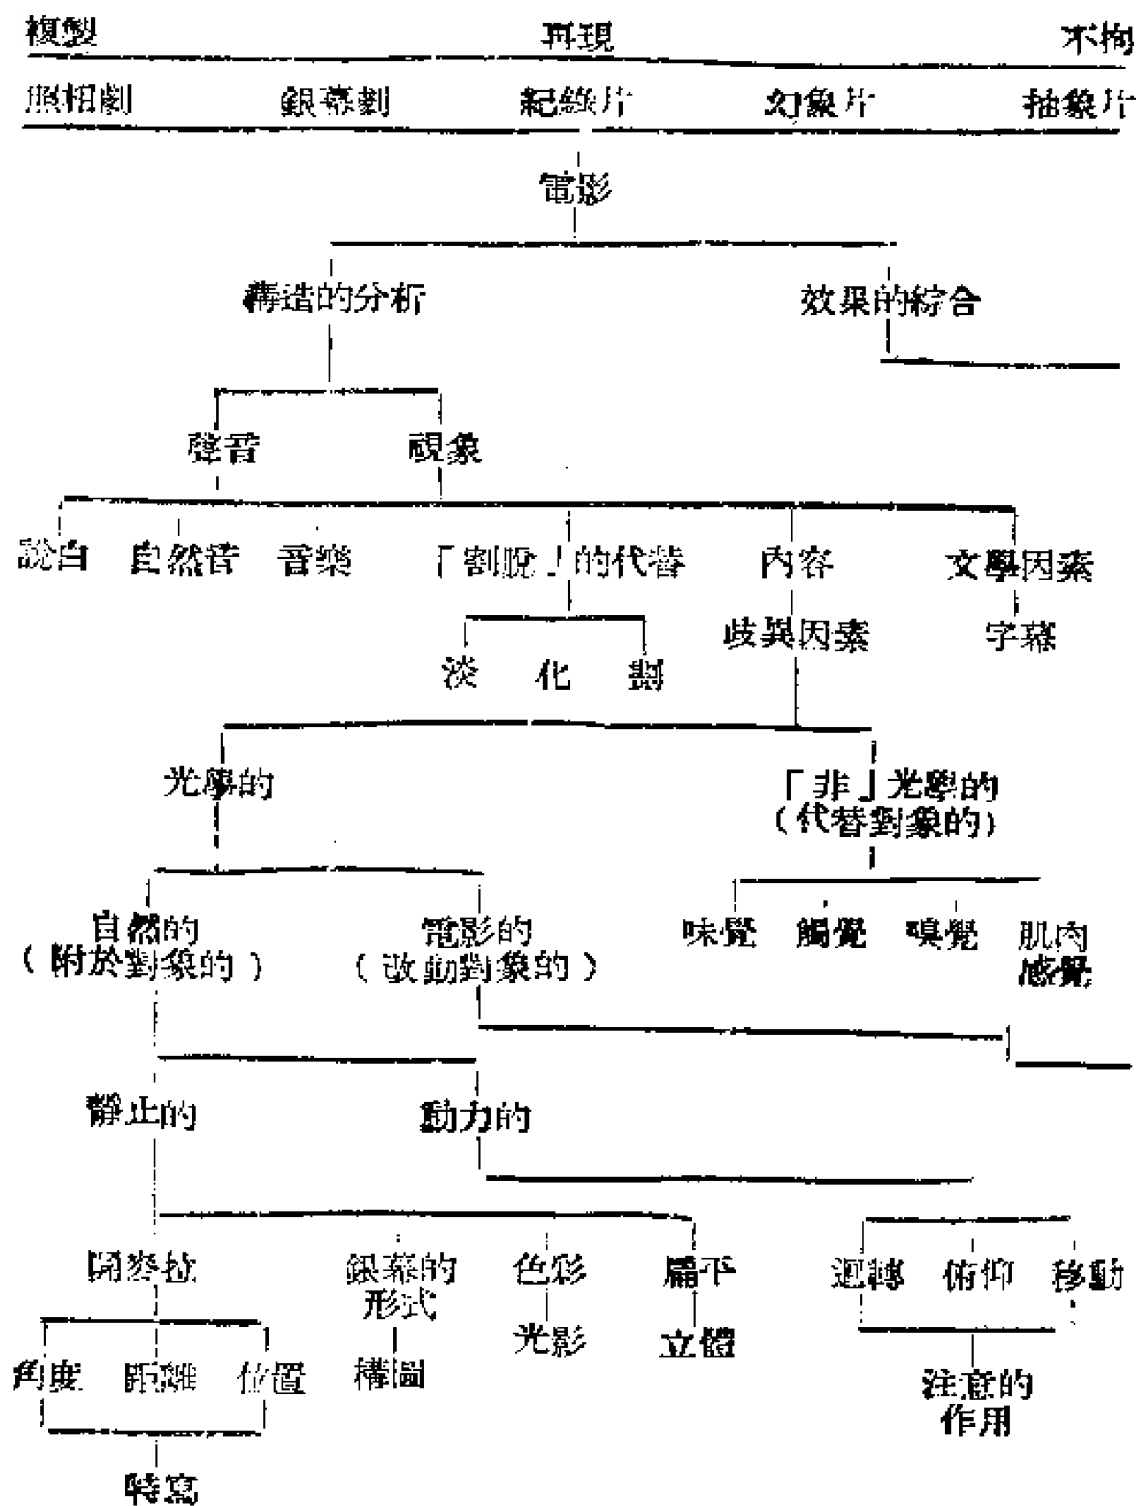 複製 再現 不拘
照相劇 銀幕劇 紀錄片 幻象片 抽象片
電影
構造的分析 效果的綜合
聲音 視象
說白 自然音 音樂 「割脫」的代替 內容 文學因素
歧異因素 字幕
淡 化 劃
光學的 「非」光學的
(代替對象的)
自然的 電影的 味覺 觸覺 嗅覺 肌肉
(附於對象的) (改動對象的) 感覺
靜止的 動力的
開麥拉 銀幕的 色彩 扁平 迴轉 俯仰 移動
形式
光影 立體
角度 距離 位置 構圖 注意的
作用
特寫